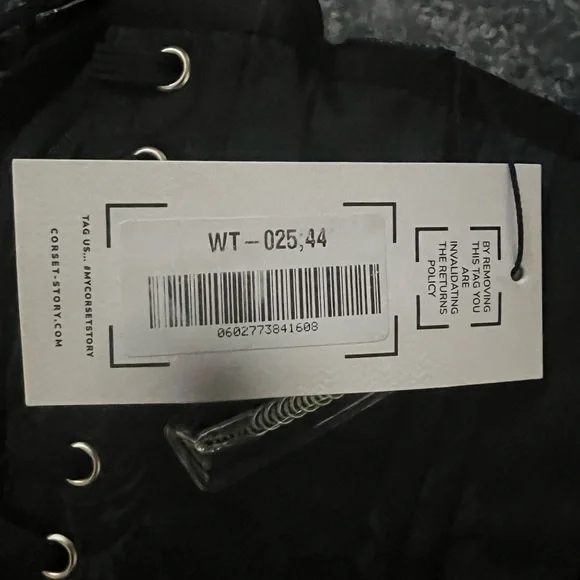 WT-025,44
0602773841608
TAG US... #MYCORSETSTORY
CORSET-STORY.COM
BY REMOVING
THIS TAG YOU
ARE
INVALIDATING
THE RETURNS
POLICY